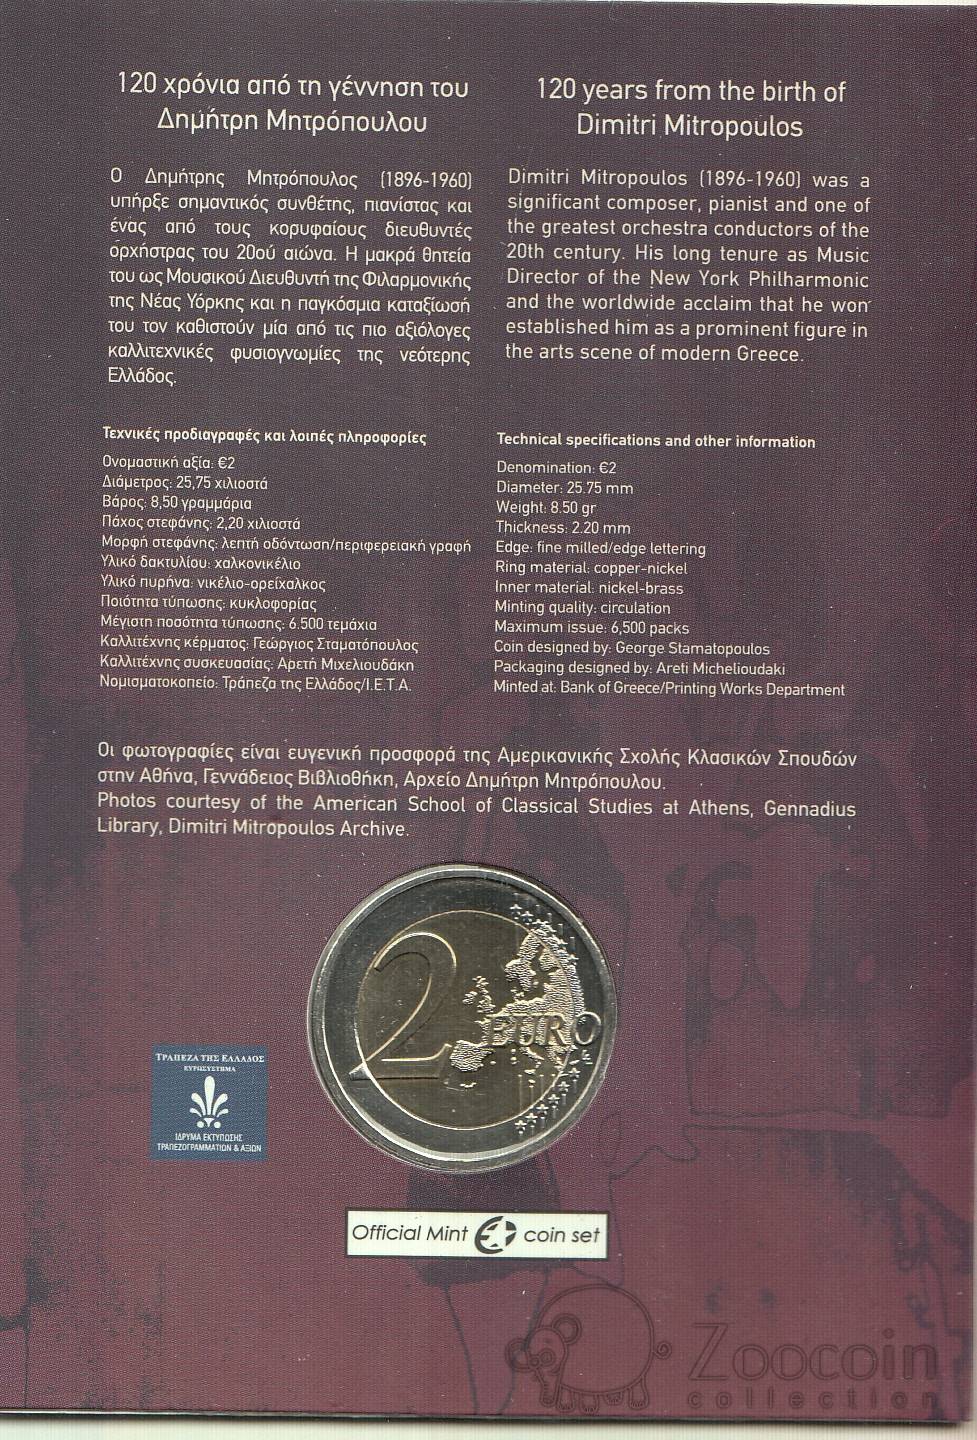 120 χρόνια από τη γέννηση του
Δημήτρη Μητρόπουλου
Ο Δημήτρης Μητρόπουλος (1896-1960)
υπήρξε σημαντικός συνθέτης, πιανίστας και
ένας από τους κορυφαίους διευθυντές
ορχήστρας του 20ού αιώνα. Η μακρά θητεία
του ως Μουσικού Διευθυντή της Φιλαρμονικής
της Νέας Υόρκης και η παγκόσμια καταξίωσή
του τον καθιστούν μία από τις πιο αξιόλογες
καλλιτεχνικές φυσιογνωμίες της νεότερης
Ελλάδος.
120 years from the birth of
Dimitri Mitropoulos
Dimitri Mitropoulos (1896-1960) was a
significant composer, pianist and one of
the greatest orchestra conductors of the
20th century. His long tenure as Music
Director of the New York Philharmonic
and the worldwide acclaim that he won
established him as a prominent figure in
the arts scene of modern Greece.
Τεχνικές προδιαγραφές και λοιπές πληροφορίες
Ονομαστική αξία: €2
Διάμετρος: 25,75 χιλιοστά
Βάρος: 8,50 γραμμάρια
Πάχος στεφάνης: 2,20 χιλιοστά
Μορφή στεφάνης: λεπτή οδόντωση/περιφερειακή γραφή
Υλικό δακτυλίου: χαλκονικέλιο
Υλικό πυρήνα: νικέλιο-ορείχαλκος
Ποιότητα τύπωσης: κυκλοφορίας
Μέγιστη ποσότητα τύπωσης: 6.500 τεμάχια
Καλλιτέχνης κέρματος: Γεώργιος Σταματόπουλος
Καλλιτέχνης συσκευασίας: Αρετή Μιχελιουδάκη
Νομισματοκοπείο: Τράπεζα της Ελλάδος/Ι.Ε.Τ.Α.
Technical specifications and other information
Denomination: €2
Diameter: 25.75 mm
Weight: 8.50 gr
Thickness: 2.20 mm
Edge: fine milled/edge lettering
Ring material: copper-nickel
Inner material: nickel-brass
Minting quality: circulation
Maximum issue: 6,500 packs
Coin designed by: George Stamatopoulos
Packaging designed by: Areti Michelioudaki
Minted at: Bank of Greece/Printing Works Department
Οι φωτογραφίες είναι ευγενική προσφορά της Αμερικανικής Σχολής Κλασικών Σπουδών
στην Αθήνα, Γεννάδειος Βιβλιοθήκη, Αρχείο Δημήτρη Μητρόπουλου.
Photos courtesy of the American School of Classical Studies at Athens, Gennadius
Library, Dimitri Mitropoulos Archive.
2 EURO
ΤΡΑΠΕΖΑ ΤΗΣ ΕΛΛΑΔΟΣ
ΕΥΡΩΣΥΣΤΗΜΑ
ΙΔΡΥΜΑ ΕΚΤΥΠΩΣΗΣ
ΤΡΑΠΕΖΟΓΡΑΜΜΑΤΙΩΝ & ΑΞΙΩΝ
Official Mint coin set
Zoocoin
collection